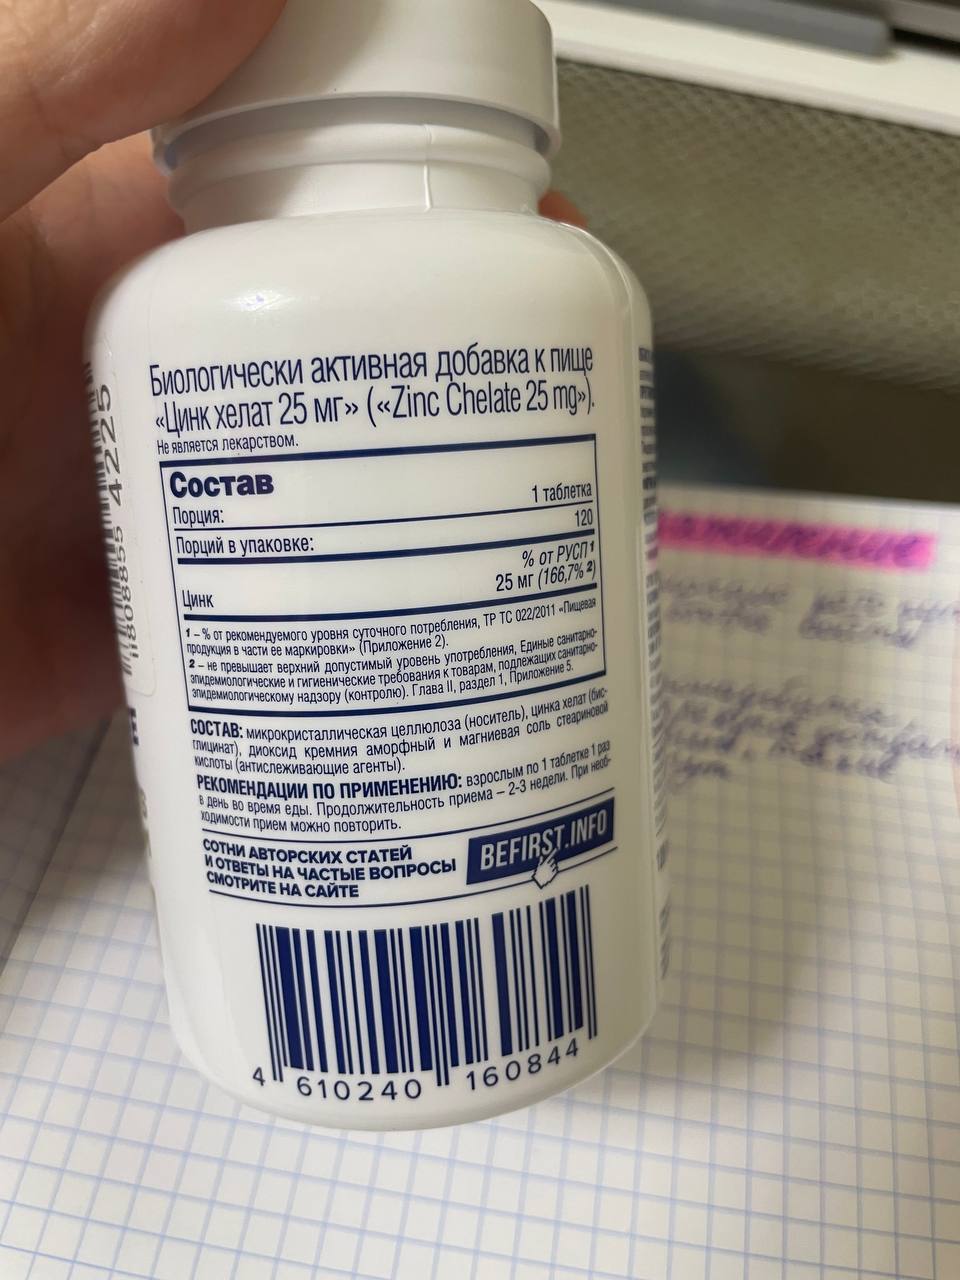 Биологически активная добавка к пище
«Цинк хелат 25 мг» («Zinc Chelate 25 mg»).
Не является лекарством.
Состав
Порция: 1 таблетка
Порций в упаковке: 120
% от РУСП¹
Цинк 25 мг (166,7% ²)
1 – % от рекомендуемого уровня суточного потребления, ТР ТС 022/2011 «Пищевая
продукция в части ее маркировки» (Приложение 2).
2 – не превышает верхний допустимый уровень употребления, Единые санитарно-
эпидемиологические и гигиенические требования к товарам, подлежащих санитарно-
эпидемиологическому надзору (контролю). Глава II, раздел 1, Приложение 5.
СОСТАВ: микрокристаллическая целлюлоза (носитель), цинка хелат (бис-
глицинат), диоксид кремния аморфный и магниевая соль стеариновой
кислоты (антислеживающие агенты).
РЕКОМЕНДАЦИИ ПО ПРИМЕНЕНИЮ: взрослым по 1 таблетке 1 раз
в день во время еды. Продолжительность приема – 2-3 недели. При необ-
ходимости прием можно повторить.
СОТНИ АВТОРСКИХ СТАТЕЙ
И ОТВЕТЫ НА ЧАСТЫЕ ВОПРОСЫ
СМОТРИТЕ НА САЙТЕ
BEFIRST.INFO
4 610240 160844
11808855 4225